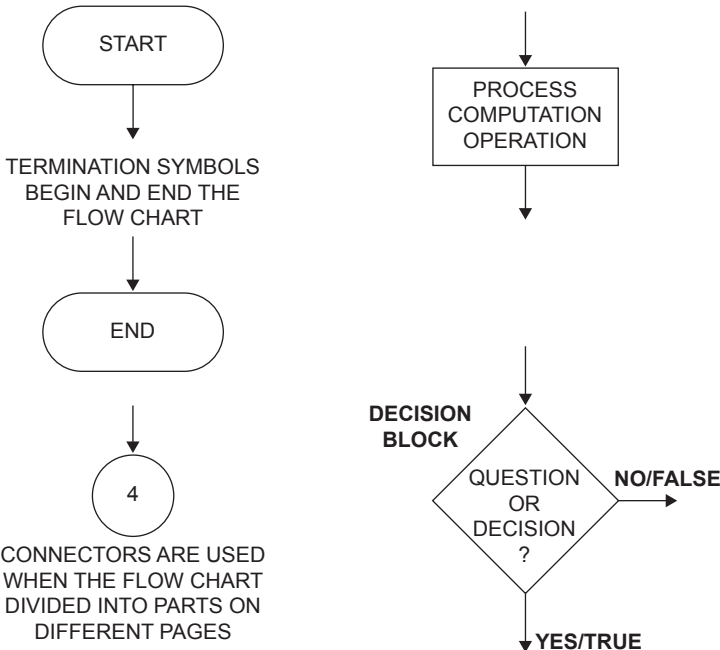 START
TERMINATION SYMBOLS
BEGIN AND END THE
FLOW CHART
END
4
CONNECTORS ARE USED
WHEN THE FLOW CHART
DIVIDED INTO PARTS ON
DIFFERENT PAGES
PROCESS
COMPUTATION
OPERATION
DECISION
BLOCK
QUESTION
OR
DECISION
?
NO/FALSE
YES/TRUE